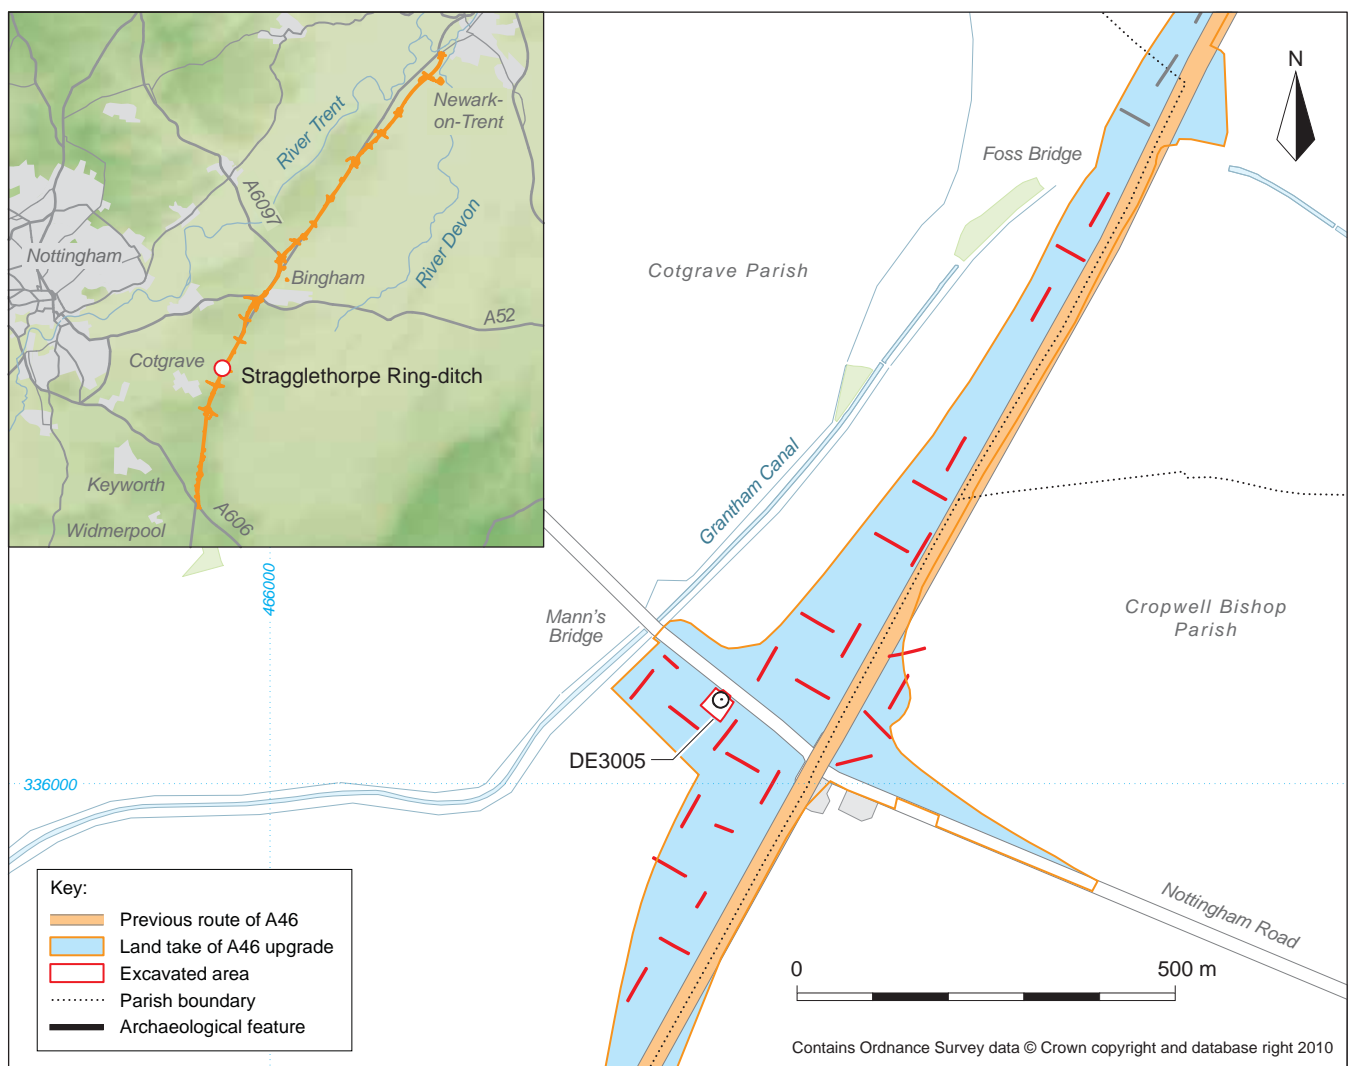 River Trent
Newark-
on-Trent
A6097
River Devon
Nottingham
Bingham
A52
Cotgrave
Stragglethorpe Ring-ditch
Keyworth
Widmerpool
A606
N
Foss Bridge
Cotgrave Parish
Grantham Canal
466000
Mann's
Bridge
Cropwell Bishop
Parish
DE3005
336000
Nottingham Road
Key:
Previous route of A46
Land take of A46 upgrade
Excavated area
Parish boundary
Archaeological feature
0
500 m
Contains Ordnance Survey data © Crown copyright and database right 2010